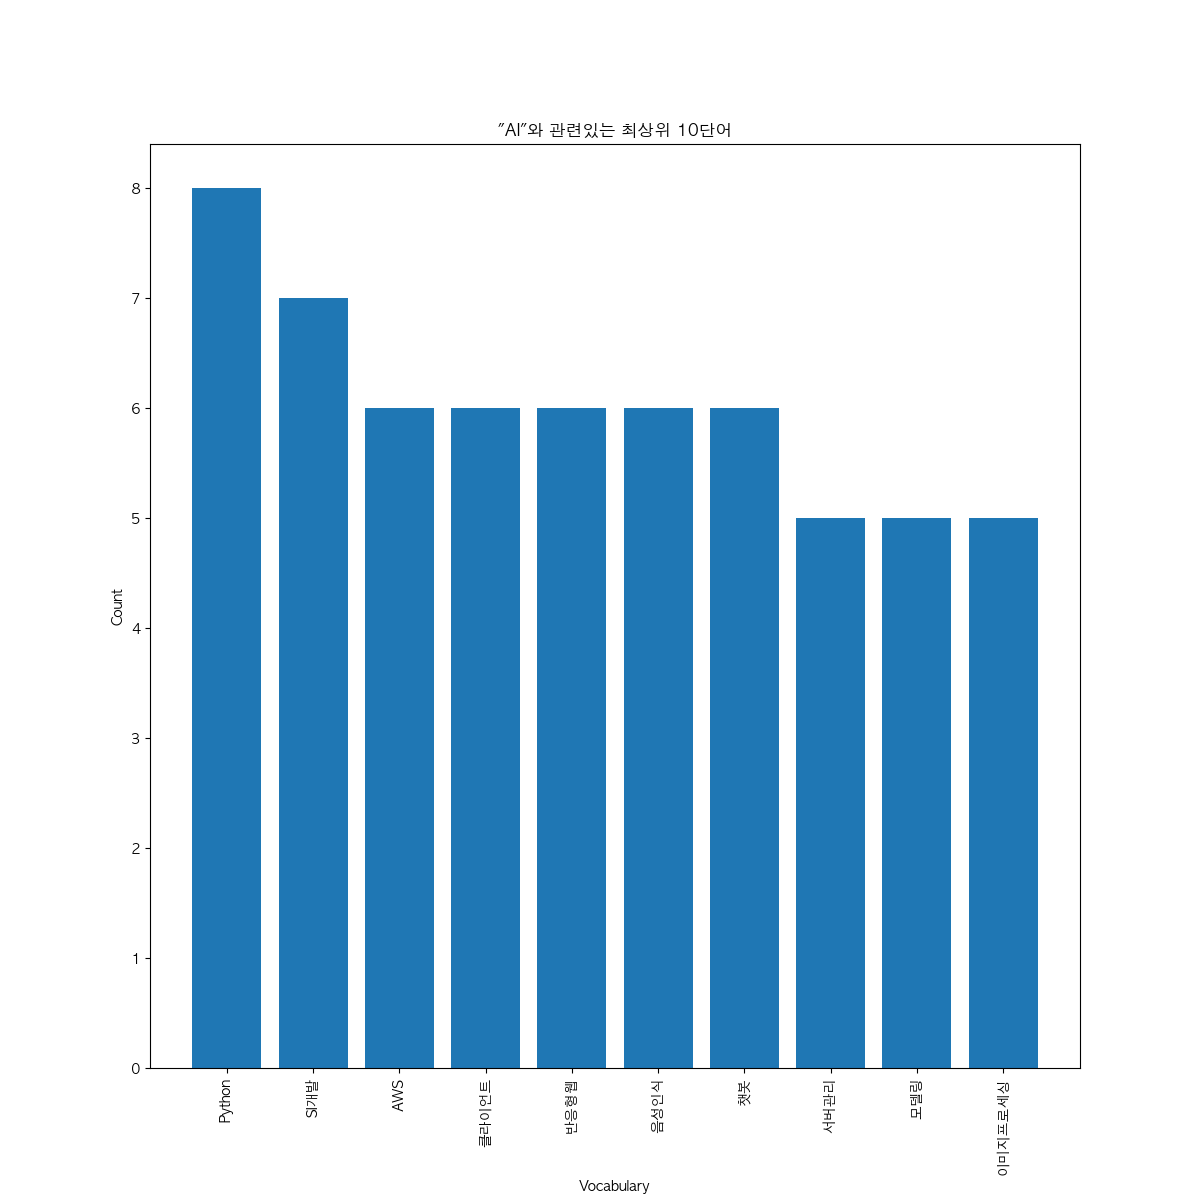 "AI"와 관련있는 최상위 10단어
Count
8
7
6
5
4
3
2
1
0
Python
SI개발
AWS
클라이언트
반응형웹
음성인식
챗봇
서버관리
모델링
이미지프로세싱
Vocabulary